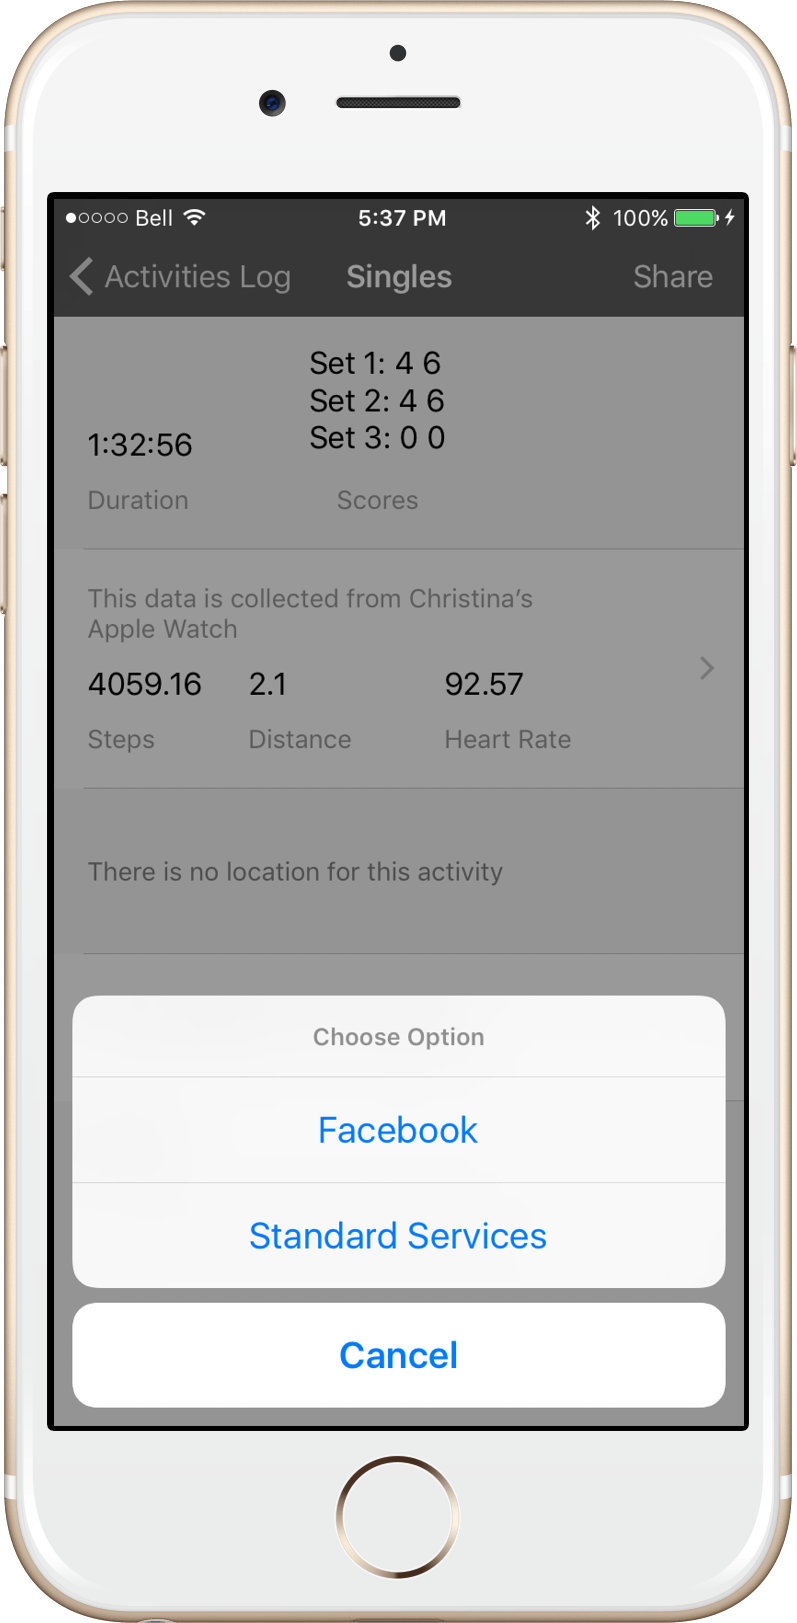 Bell 5:37 PM 100%
Activities Log Singles Share
Set 1: 4 6
Set 2: 4 6
Set 3: 0 0
1:32:56
Duration Scores
This data is collected from Christina’s
Apple Watch
4059.16 2.1 92.57
Steps Distance Heart Rate
There is no location for this activity
Choose Option
Facebook
Standard Services
Cancel